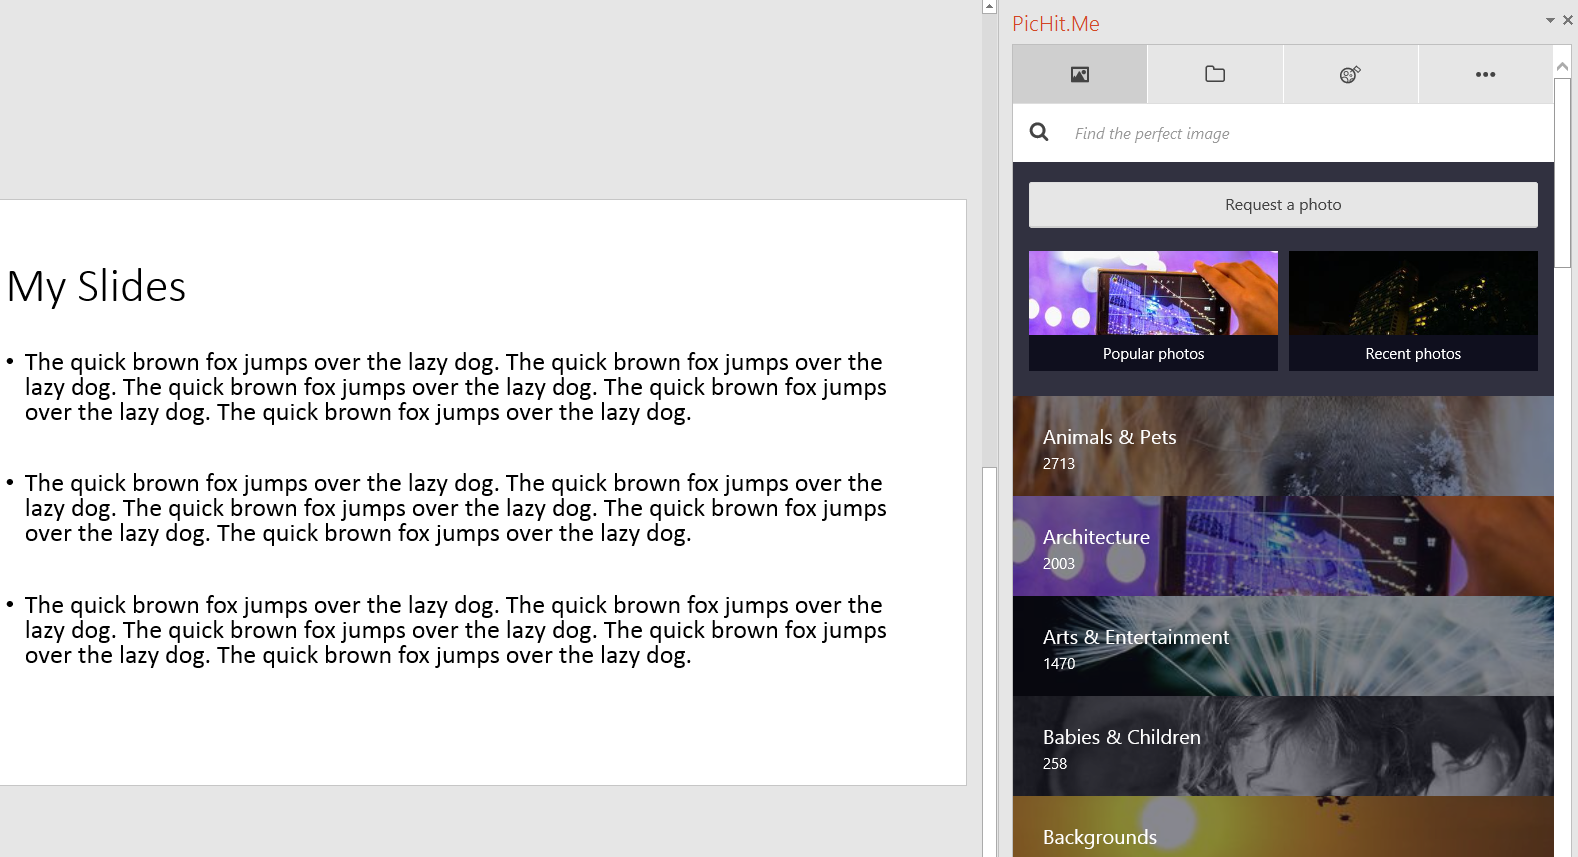 My Slides
• The quick brown fox jumps over the lazy dog. The quick brown fox jumps over the
lazy dog. The quick brown fox jumps over the lazy dog. The quick brown fox jumps
over the lazy dog. The quick brown fox jumps over the lazy dog.
• The quick brown fox jumps over the lazy dog. The quick brown fox jumps over the
lazy dog. The quick brown fox jumps over the lazy dog. The quick brown fox jumps
over the lazy dog. The quick brown fox jumps over the lazy dog.
• The quick brown fox jumps over the lazy dog. The quick brown fox jumps over the
lazy dog. The quick brown fox jumps over the lazy dog. The quick brown fox jumps
over the lazy dog. The quick brown fox jumps over the lazy dog.
PicHit.Me
Find the perfect image
Request a photo
Popular photos
Recent photos
Animals & Pets
2713
Architecture
2003
Arts & Entertainment
1470
Babies & Children
258
Backgrounds